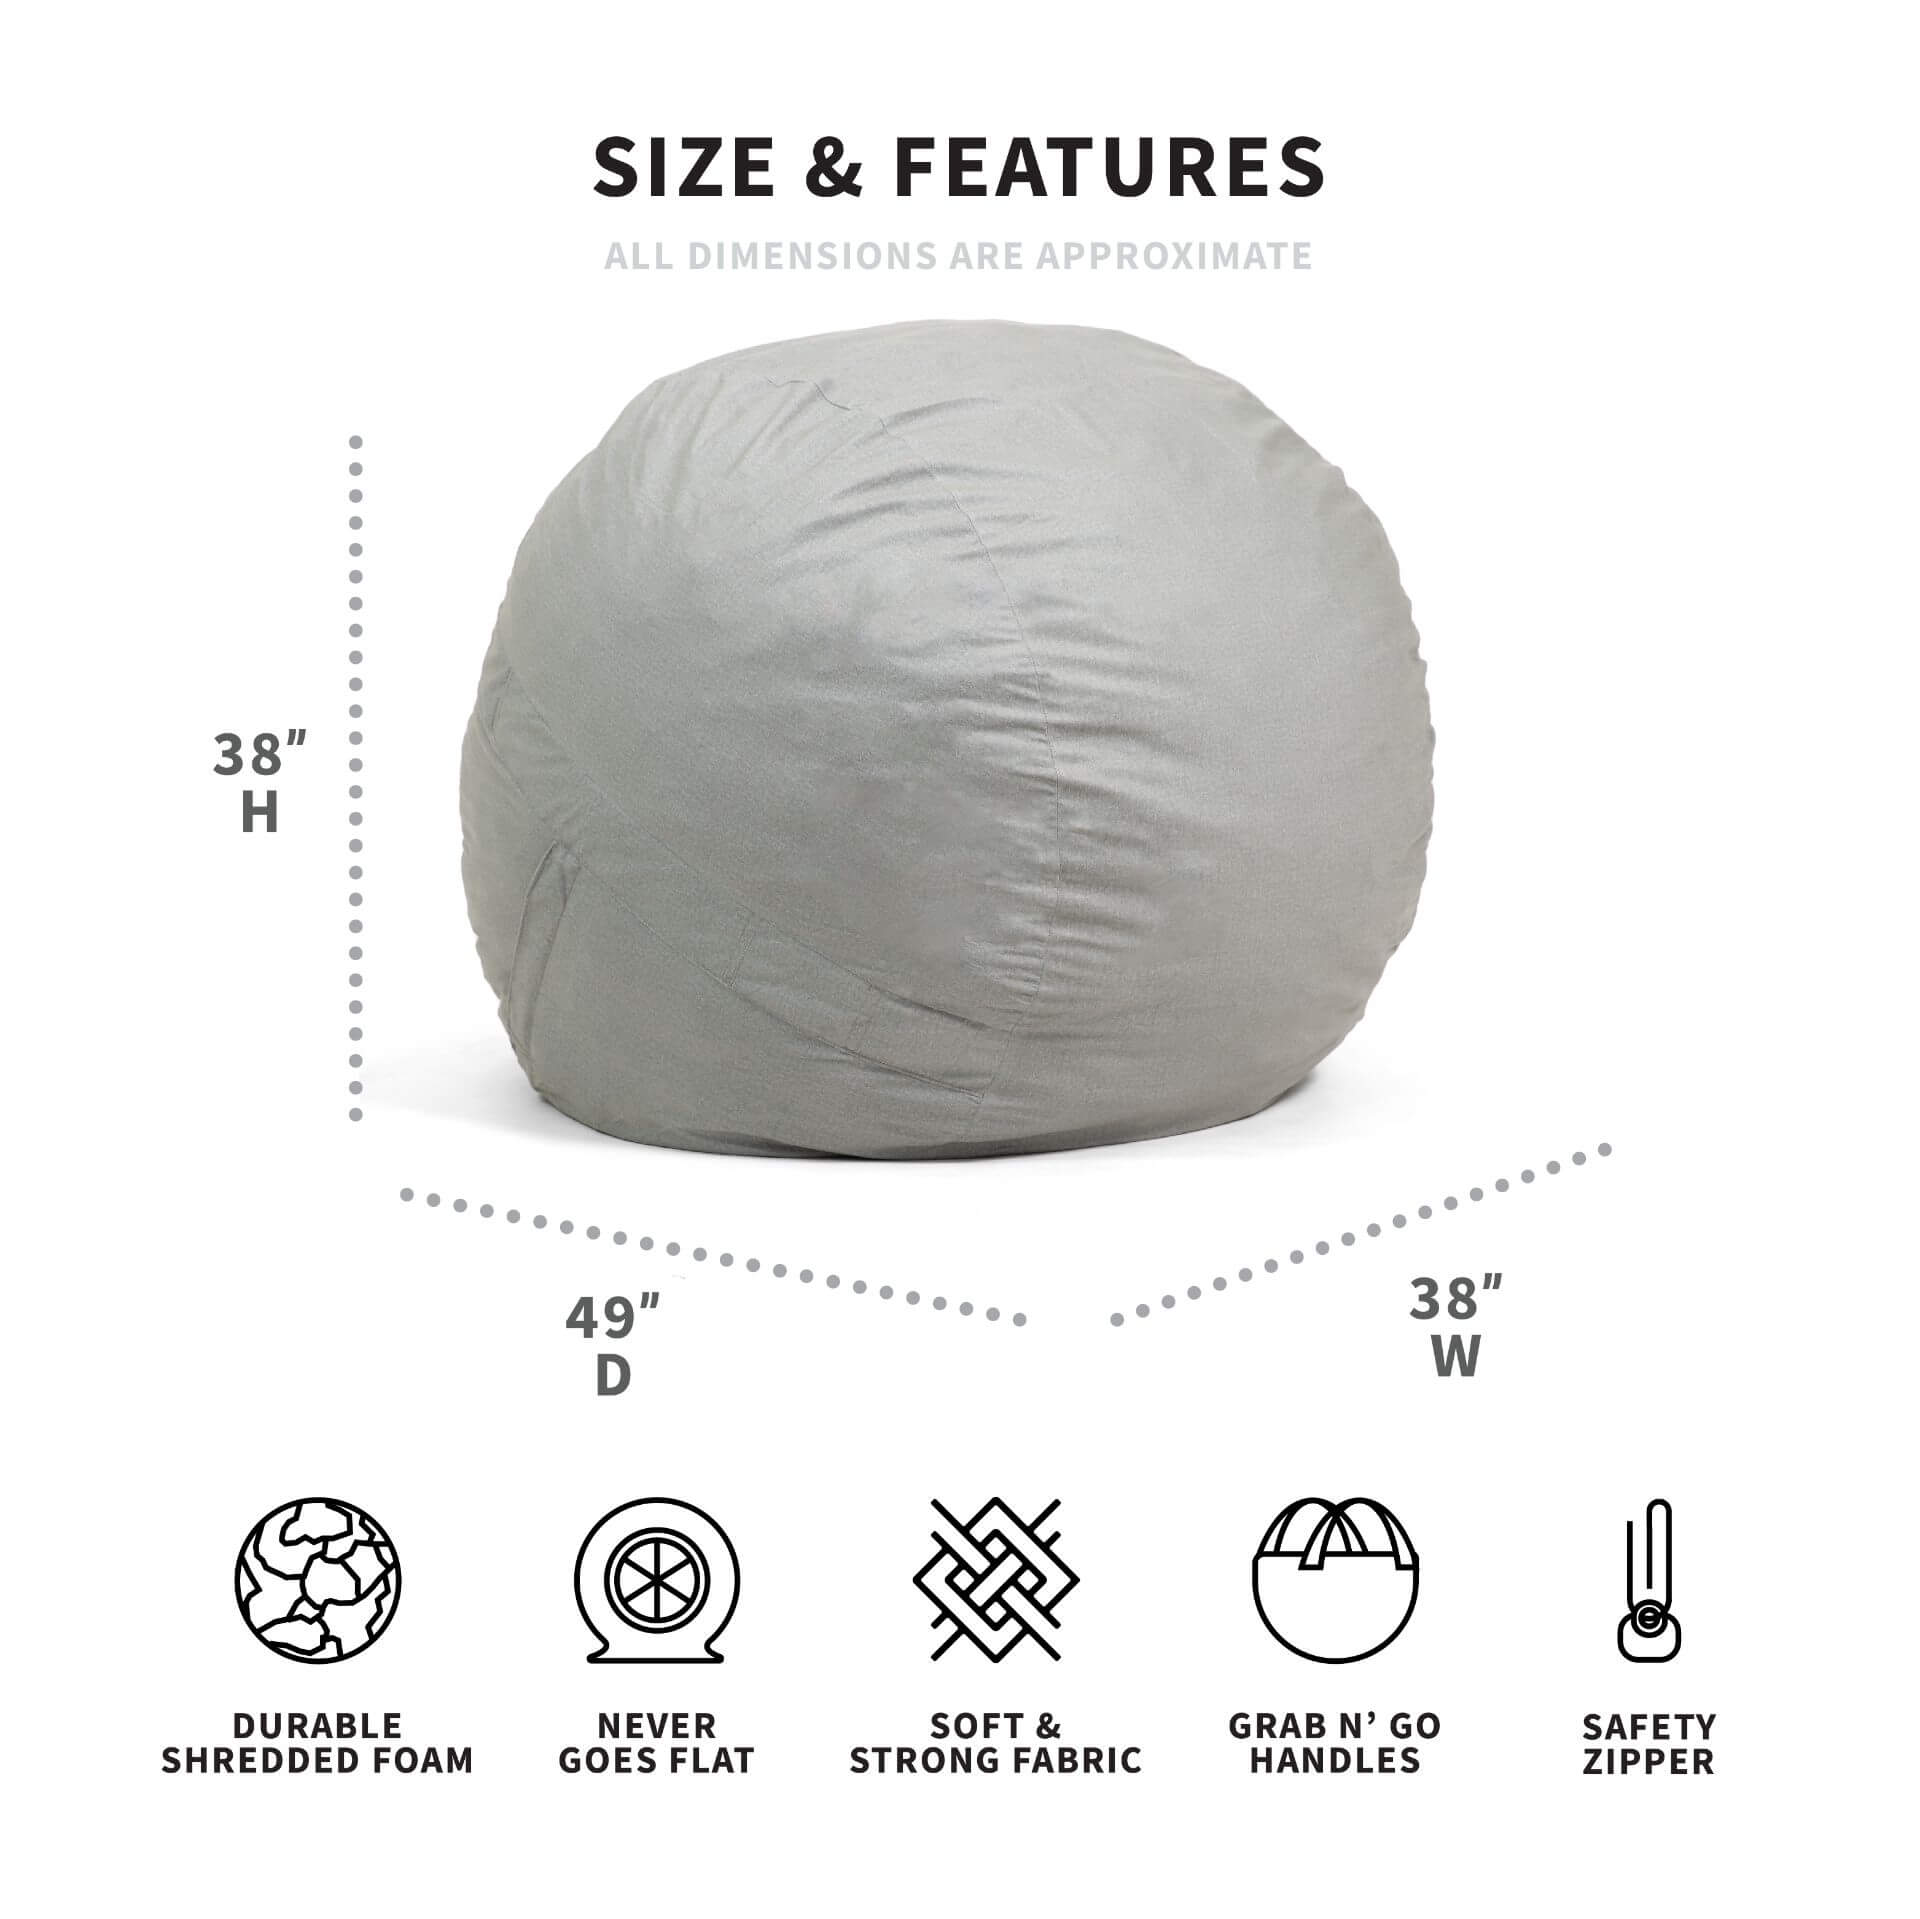 SIZE & FEATURES
ALL DIMENSIONS ARE APPROXIMATE
38"
H
49"
D
38"
W
DURABLE
SHREDDED FOAM
NEVER
GOES FLAT
SOFT &
STRONG FABRIC
GRAB N’ GO
HANDLES
SAFETY
ZIPPER